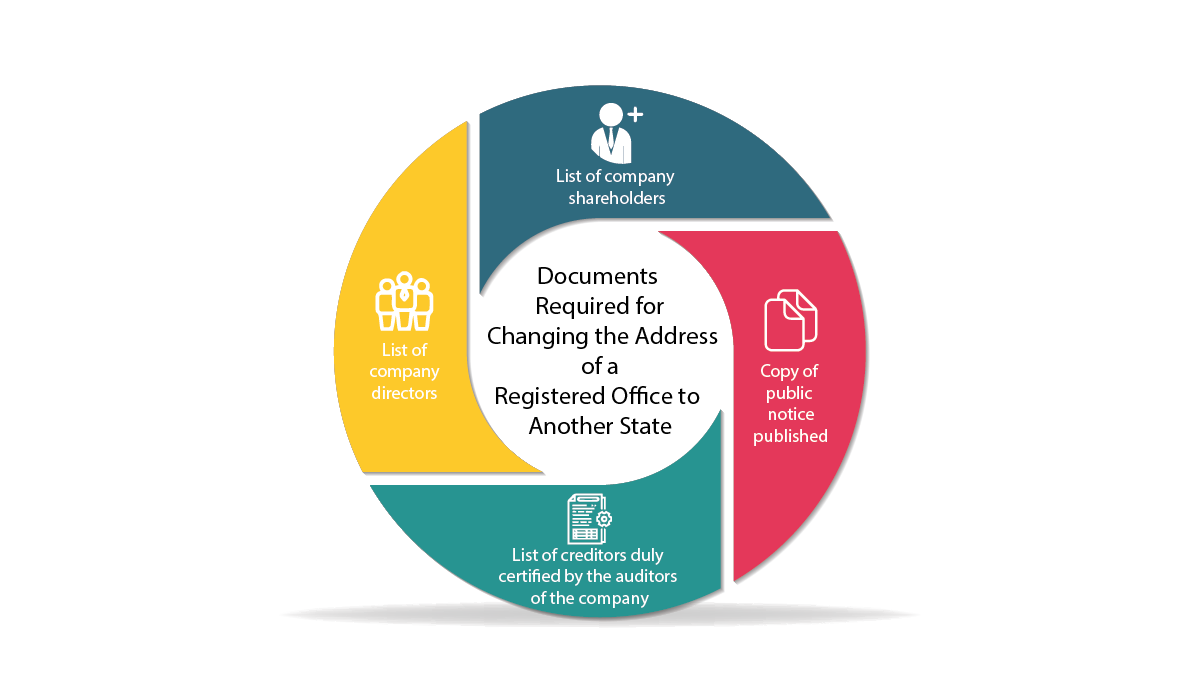 List of company
shareholders
Documents
Required for
Changing the Address
of a
Registered Office to
Another State
Copy of
public
notice
published
List of creditors duly
certified by the auditors
of the company
List of
company
directors